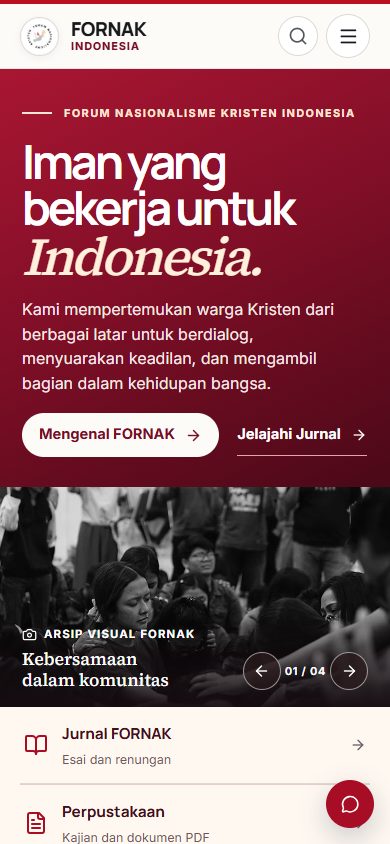 FORNAK
INDONESIA
FORUM NASIONALISME KRISTEN INDONESIA
Iman yang
bekerja untuk
Indonesia.
Kami mempertemukan warga Kristen dari
berbagai latar untuk berdialog,
menyuarakan keadilan, dan mengambil
bagian dalam kehidupan bangsa.
Mengenal FORNAK →
Jelajahi Jurnal →
ARSIP VISUAL FORNAK
Kebersamaan
dalam komunitas
← 01 / 04 →
Jurnal FORNAK
Esai dan renungan
→
Perpustakaan
Kajian dan dokumen PDF